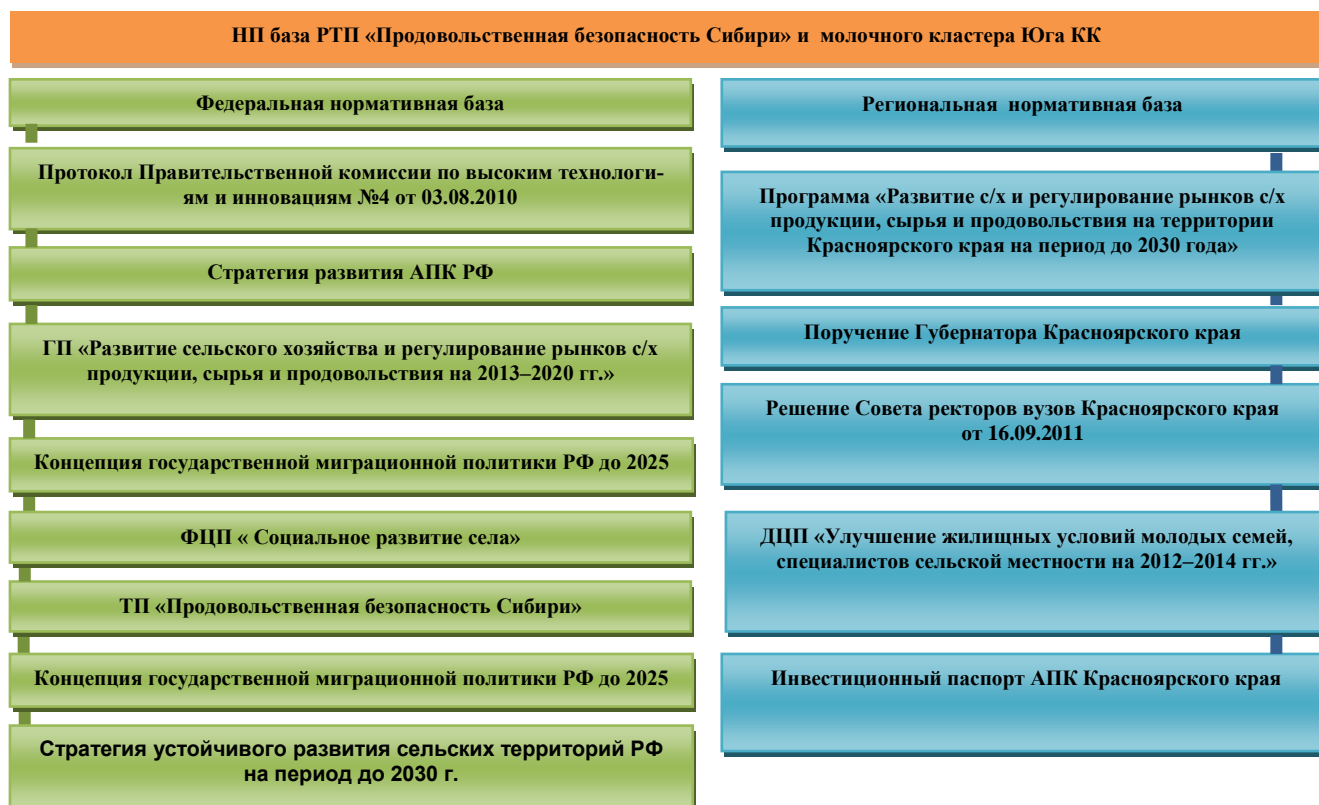 НП база РТП «Продовольственная безопасность Сибири» и молочного кластера Юга КК
Федеральная нормативная база
Протокол Правительственной комиссии по высоким технологи-
ям и инновациям №4 от 03.08.2010
Стратегия развития АПК РФ
ГП «Развитие сельского хозяйства и регулирование рынков с/х
продукции, сырья и продовольствия на 2013–2020 гг.»
Концепция государственной миграционной политики РФ до 2025
ФЦП « Социальное развитие села»
ТП «Продовольственная безопасность Сибири»
Концепция государственной миграционной политики РФ до 2025
Стратегия устойчивого развития сельских территорий РФ
на период до 2030 г.
Региональная нормативная база
Программа «Развитие с/х и регулирование рынков с/х
продукции, сырья и продовольствия на территории
Красноярского края на период до 2030 года»
Поручение Губернатора Красноярского края
Решение Совета ректоров вузов Красноярского края
от 16.09.2011
ДЦП «Улучшение жилищных условий молодых семей,
специалистов сельской местности на 2012–2014 гг.»
Инвестиционный паспорт АПК Красноярского края